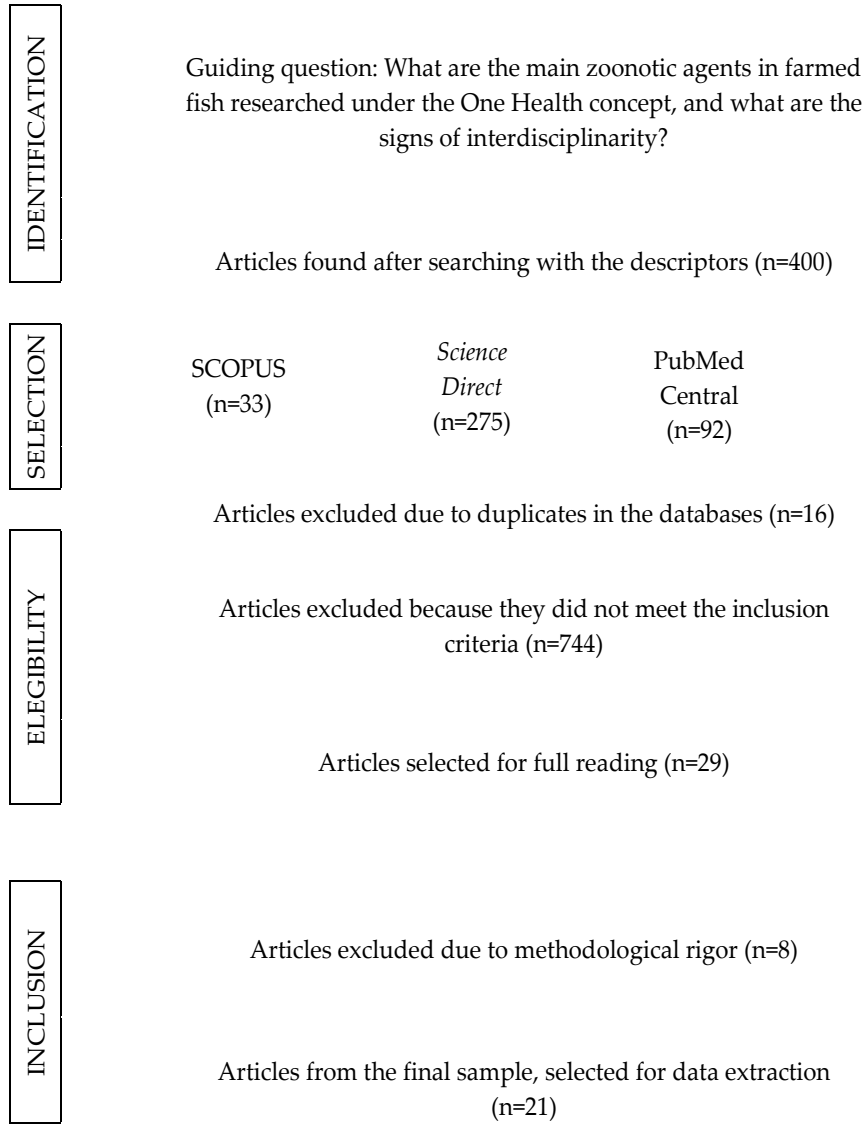 IDENTIFICATION
Guiding question: What are the main zoonotic agents in farmed
fish researched under the One Health concept, and what are the
signs of interdisciplinarity?
Articles found after searching with the descriptors (n=400)
SELECTION
SCOPUS
(n=33)
Science
Direct
(n=275)
PubMed
Central
(n=92)
Articles excluded due to duplicates in the databases (n=16)
ELEGIBILITY
Articles excluded because they did not meet the inclusion
criteria (n=744)
Articles selected for full reading (n=29)
INCLUSION
Articles excluded due to methodological rigor (n=8)
Articles from the final sample, selected for data extraction
(n=21)